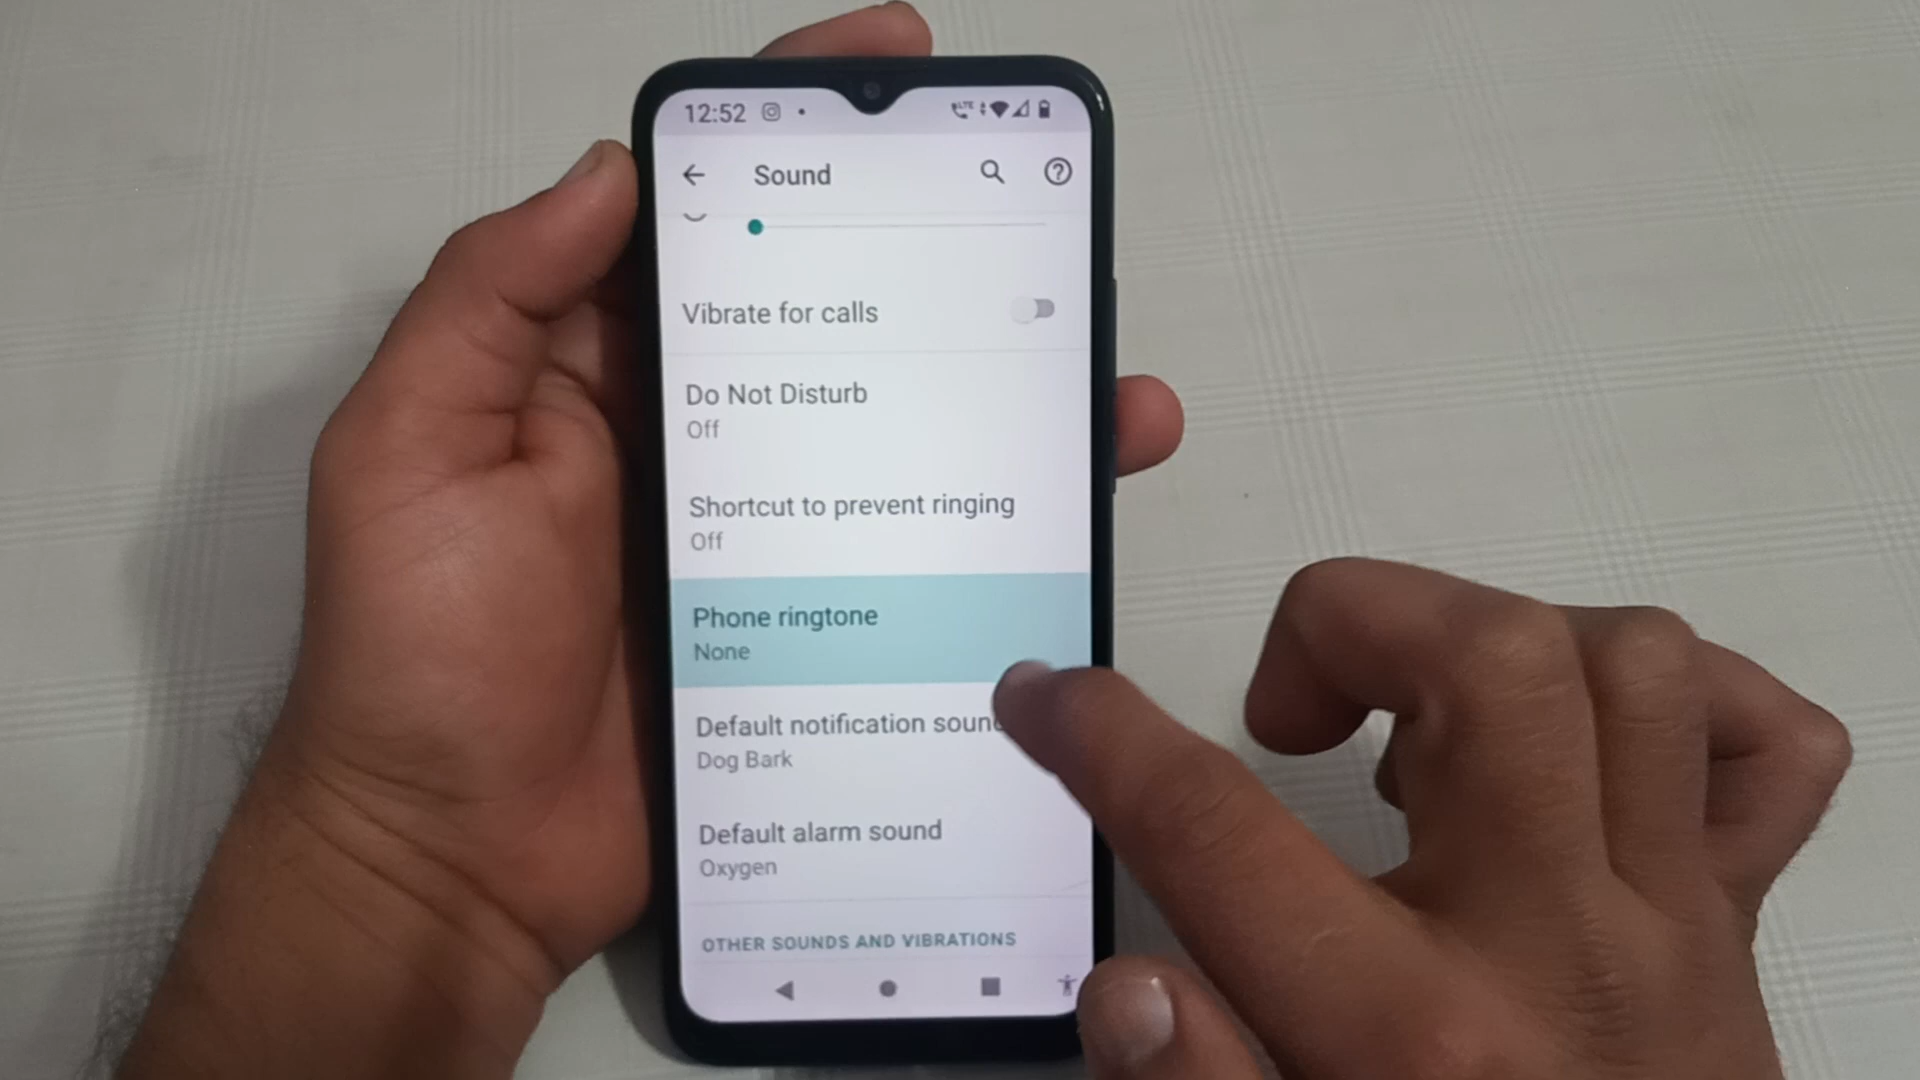 12:52
Sound
Vibrate for calls
Do Not Disturb
Off
Shortcut to prevent ringing
Off
Phone ringtone
None
Default notification sound
Dog Bark
Default alarm sound
Oxygen
OTHER SOUNDS AND VIBRATIONS